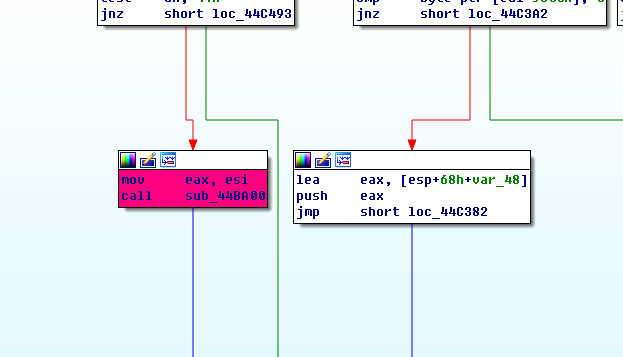 jnz short loc_44C493
jnz short loc_44C3A2
mov eax, esi
call sub_44BA00
lea eax, [esp+68h+var_48]
push eax
jmp short loc_44C382